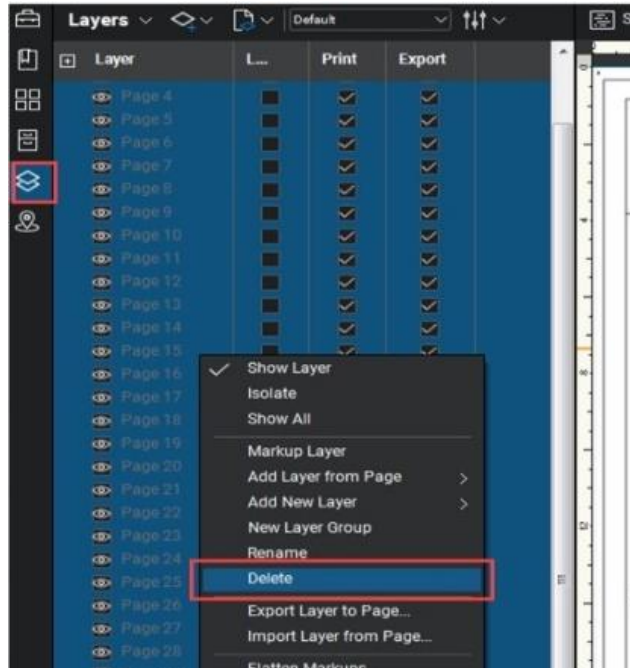 Layers Default
S
Layer L... Print Export
Page 4
Page 5
Page 6
Page 7
Page 8
Page 9
Page 10
Page 11
Page 12
Page 13
Page 14
Page 15
Page 16
Page 17
Page 18
Page 19
Page 20
Page 21
Page 22
Page 23
Page 24
Page 25
Page 26
Page 27
Page 28
Show Layer
Isolate
Show All
Markup Layer
Add Layer from Page
Add New Layer
New Layer Group
Rename
Delete
Export Layer to Page...
Import Layer from Page...
Flatten Markups